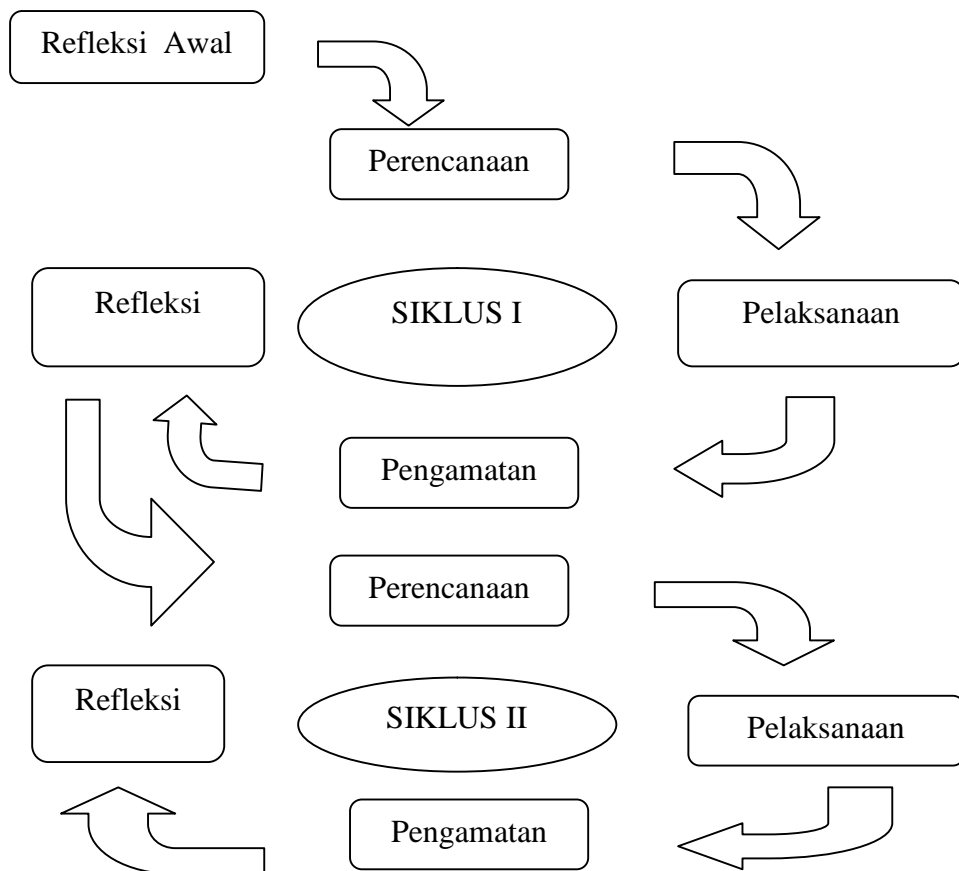 Refleksi Awal
Perencanaan
Refleksi
SIKLUS I
Pelaksanaan
Pengamatan
Perencanaan
Refleksi
SIKLUS II
Pelaksanaan
Pengamatan